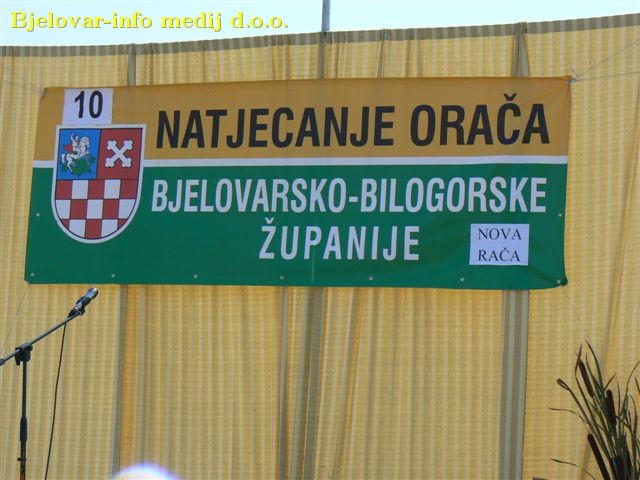 Bjelovar-info medij d.o.o.
10
NATJECANJE ORAČA
BJELOVARSKO-BILOGORSKE
ŽUPANIJE
NOVA
RAČA